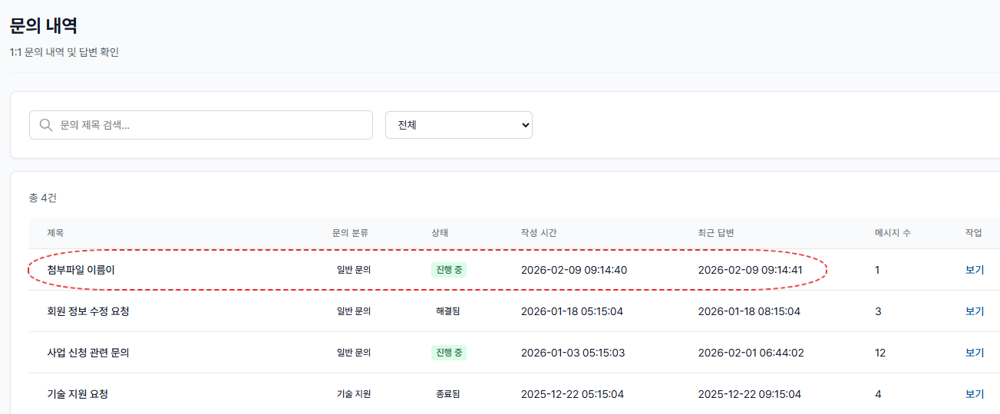 문의 내역
1:1 문의 내역 및 답변 확인
문의 제목 검색...
전체
총 4건
제목 문의 분류 상태 작성 시간 최근 답변 메시지 수 작업
첨부파일 이름이 일반 문의 진행 중 2026-02-09 09:14:40 2026-02-09 09:14:41 1 보기
회원 정보 수정 요청 일반 문의 해결됨 2026-01-18 05:15:04 2026-01-18 08:15:04 3 보기
사업 신청 관련 문의 일반 문의 진행 중 2026-01-03 05:15:03 2026-02-01 06:44:02 12 보기
기술 지원 요청 기술 지원 종료됨 2025-12-22 05:15:04 2025-12-22 09:15:04 4 보기